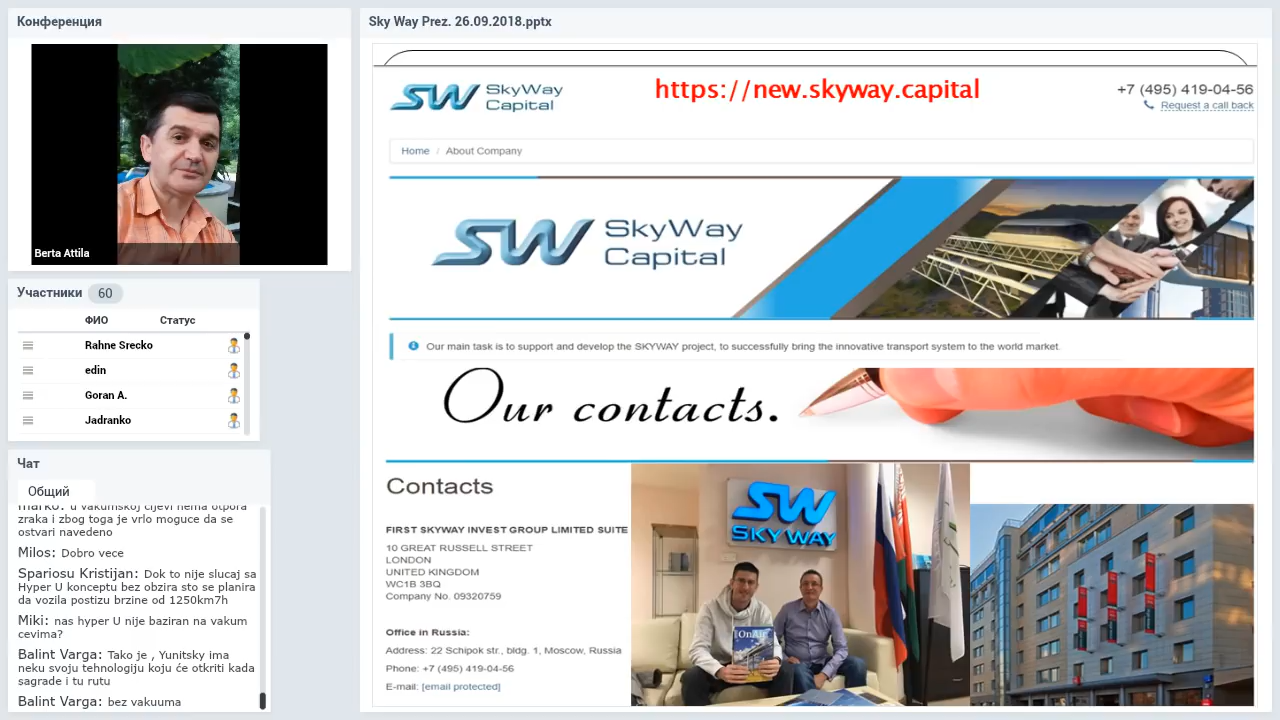 Конференция
Berta Attila
Участники 60
ФИО Статус
Rahne Srecko
edin
Goran A.
Jadranko
Чат
Общий
marko: u vakumskoj cijevi nema otpora
zraka i zbog toga je vrlo moguce da se
ostvari navedeno
Milos: Dobro vece
Spariosu Kristijan: Dok to nije slucaj sa
Hyper U konceptu bez obzira sto se planira
da vozila postizu brzine od 1250km7h
Miki: nas hyper U nije baziran na vakum
cevima?
Balint Varga: Tako je , Yunitsky ima
neku svoju tehnologiju koju će otkriti kada
sagrade i tu rutu
Balint Varga: bez vakuuma
Sky Way Prez. 26.09.2018.pptx
SW SkyWay
Capital
https://new.skyway.capital
+7 (495) 419-04-56
Request a call back
Home / About Company
SW SkyWay
Capital
Our main task is to support and develop the SKYWAY project, to successfully bring the innovative transport system to the world market.
Our contacts.
Contacts
FIRST SKYWAY INVEST GROUP LIMITED SUITE
10 GREAT RUSSELL STREET
LONDON
UNITED KINGDOM
WC1B 3BQ
Company No. 09320759
Office in Russia:
Address: 22 Schipok str., bldg. 1, Moscow, Russia
Phone: +7 (495) 419-04-56
E-mail: [email protected]
SW
SKY WAY
OnAir